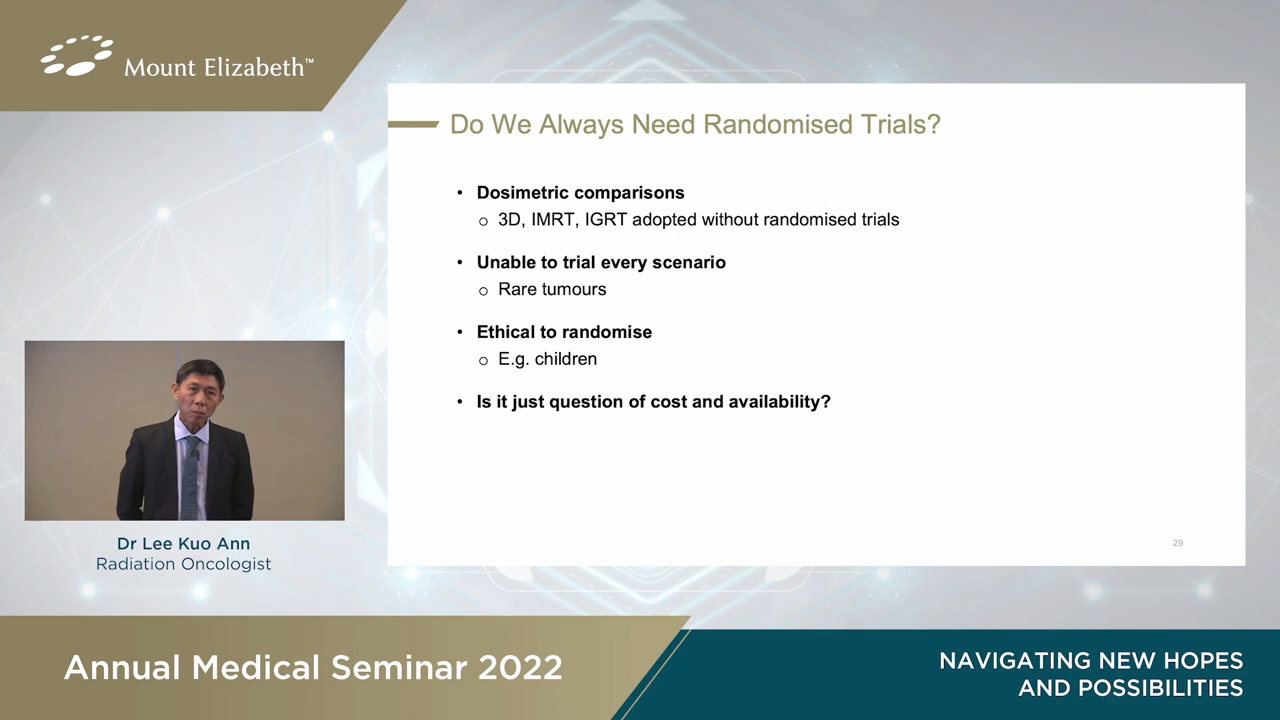 Mount Elizabeth™
Do We Always Need Randomised Trials?
• Dosimetric comparisons
o 3D, IMRT, IGRT adopted without randomised trials
• Unable to trial every scenario
o Rare tumours
• Ethical to randomise
o E.g. children
• Is it just question of cost and availability?
29
Dr Lee Kuo Ann
Radiation Oncologist
Annual Medical Seminar 2022
NAVIGATING NEW HOPES
AND POSSIBILITIES